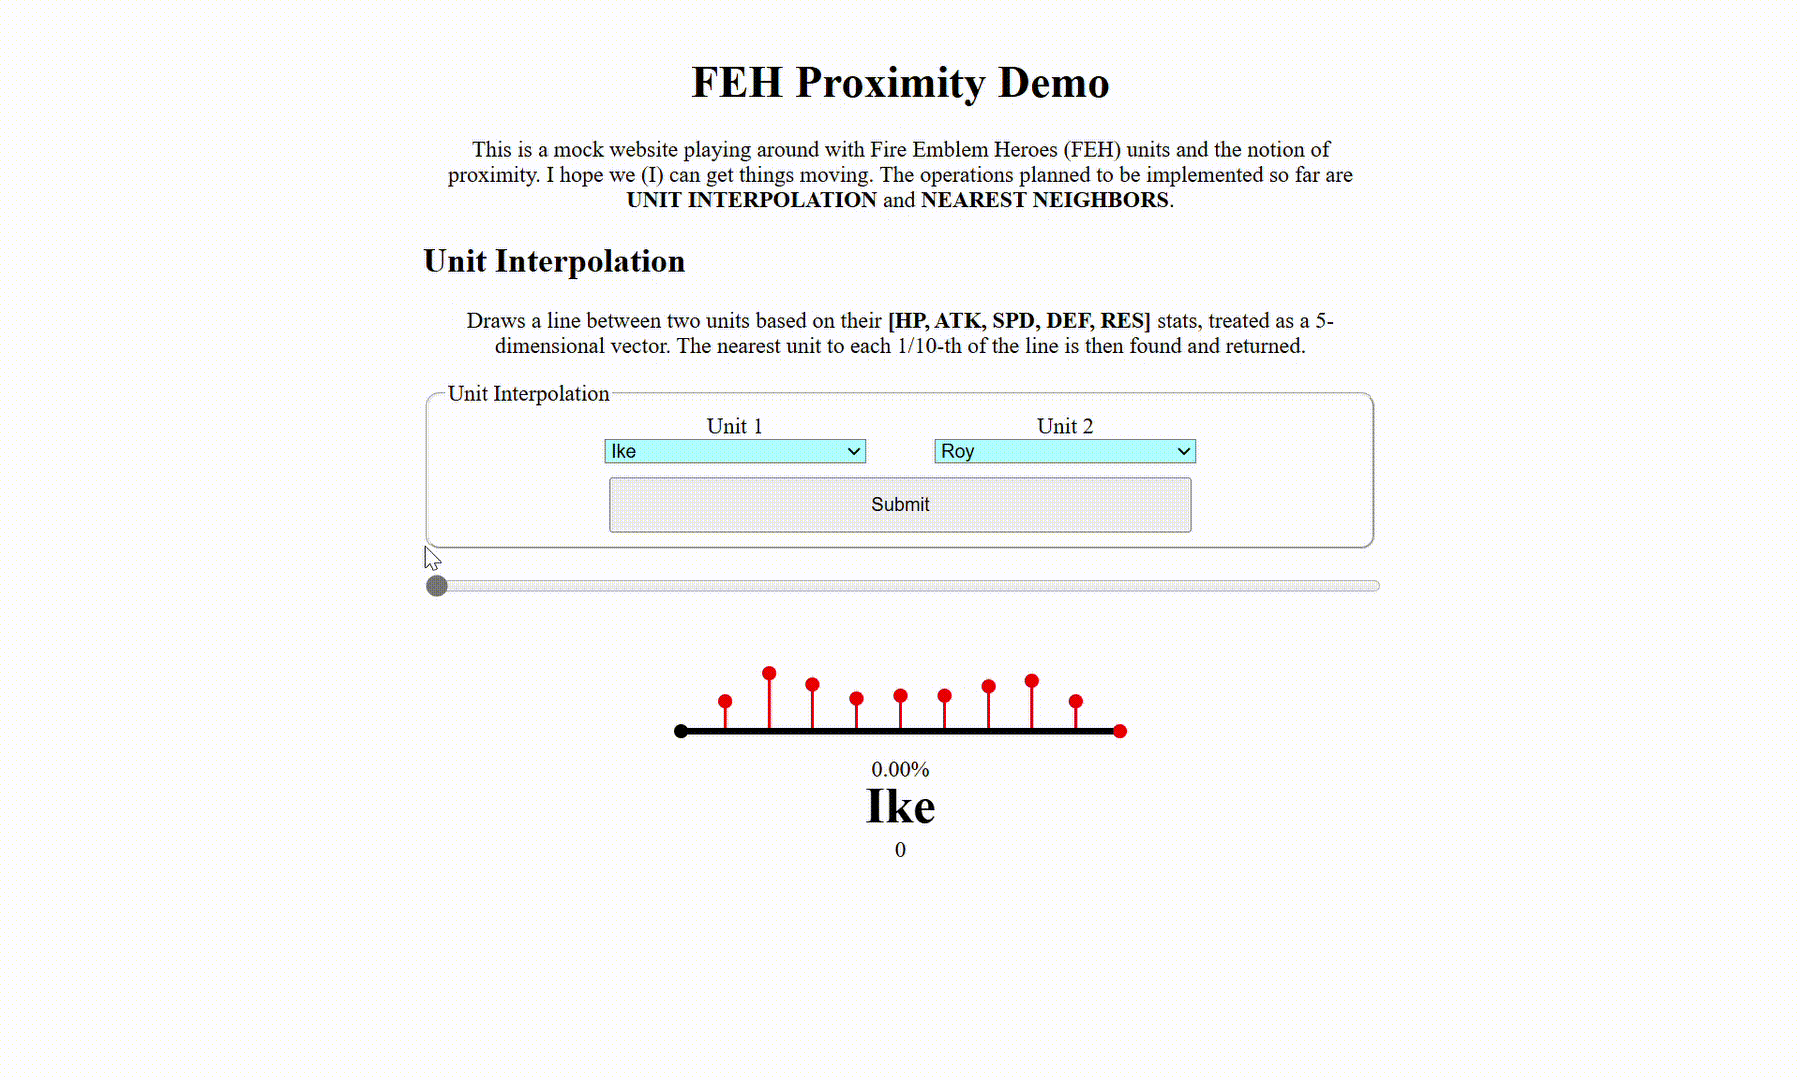 FEH Proximity Demo
This is a mock website playing around with Fire Emblem Heroes (FEH) units and the notion of
proximity. I hope we (I) can get things moving. The operations planned to be implemented so far are
UNIT INTERPOLATION and NEAREST NEIGHBORS.
Unit Interpolation
Draws a line between two units based on their [HP, ATK, SPD, DEF, RES] stats, treated as a 5-
dimensional vector. The nearest unit to each 1/10-th of the line is then found and returned.
Unit Interpolation
Unit 1 Unit 2
Ike Roy
Submit
0.00%
Ike
0